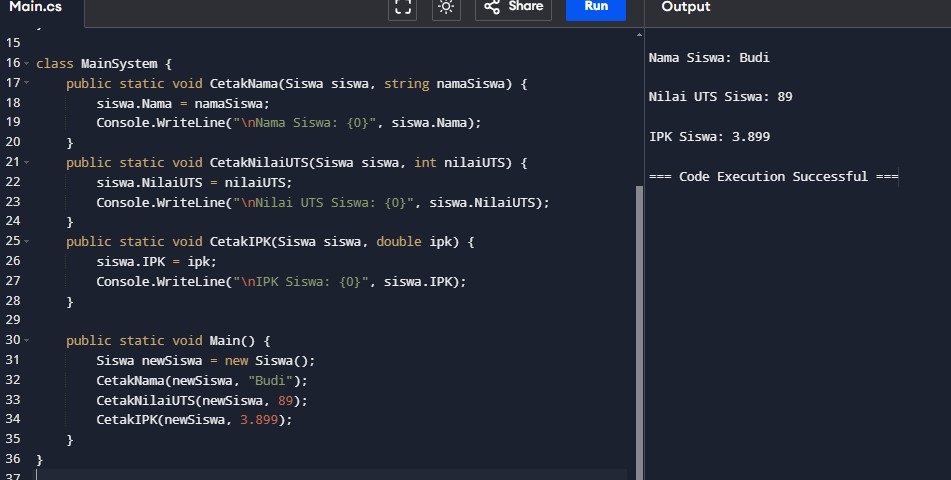 Main.cs
Share
Run
Output
15
16 class MainSystem {
17     public static void CetakNama(Siswa siswa, string namaSiswa) {
18         siswa.Nama = namaSiswa;
19         Console.WriteLine("\nNama Siswa: {0}", siswa.Nama);
20     }
21     public static void CetakNilaiUTS(Siswa siswa, int nilaiUTS) {
22         siswa.NilaiUTS = nilaiUTS;
23         Console.WriteLine("\nNilai UTS Siswa: {0}", siswa.NilaiUTS);
24     }
25     public static void CetakIPK(Siswa siswa, double ipk) {
26         siswa.IPK = ipk;
27         Console.WriteLine("\nIPK Siswa: {0}", siswa.IPK);
28     }
29
30     public static void Main() {
31         Siswa newSiswa = new Siswa();
32         CetakNama(newSiswa, "Budi");
33         CetakNilaiUTS(newSiswa, 89);
34         CetakIPK(newSiswa, 3.899);
35     }
36 }
37
Nama Siswa: Budi
Nilai UTS Siswa: 89
IPK Siswa: 3.899
=== Code Execution Successful ===